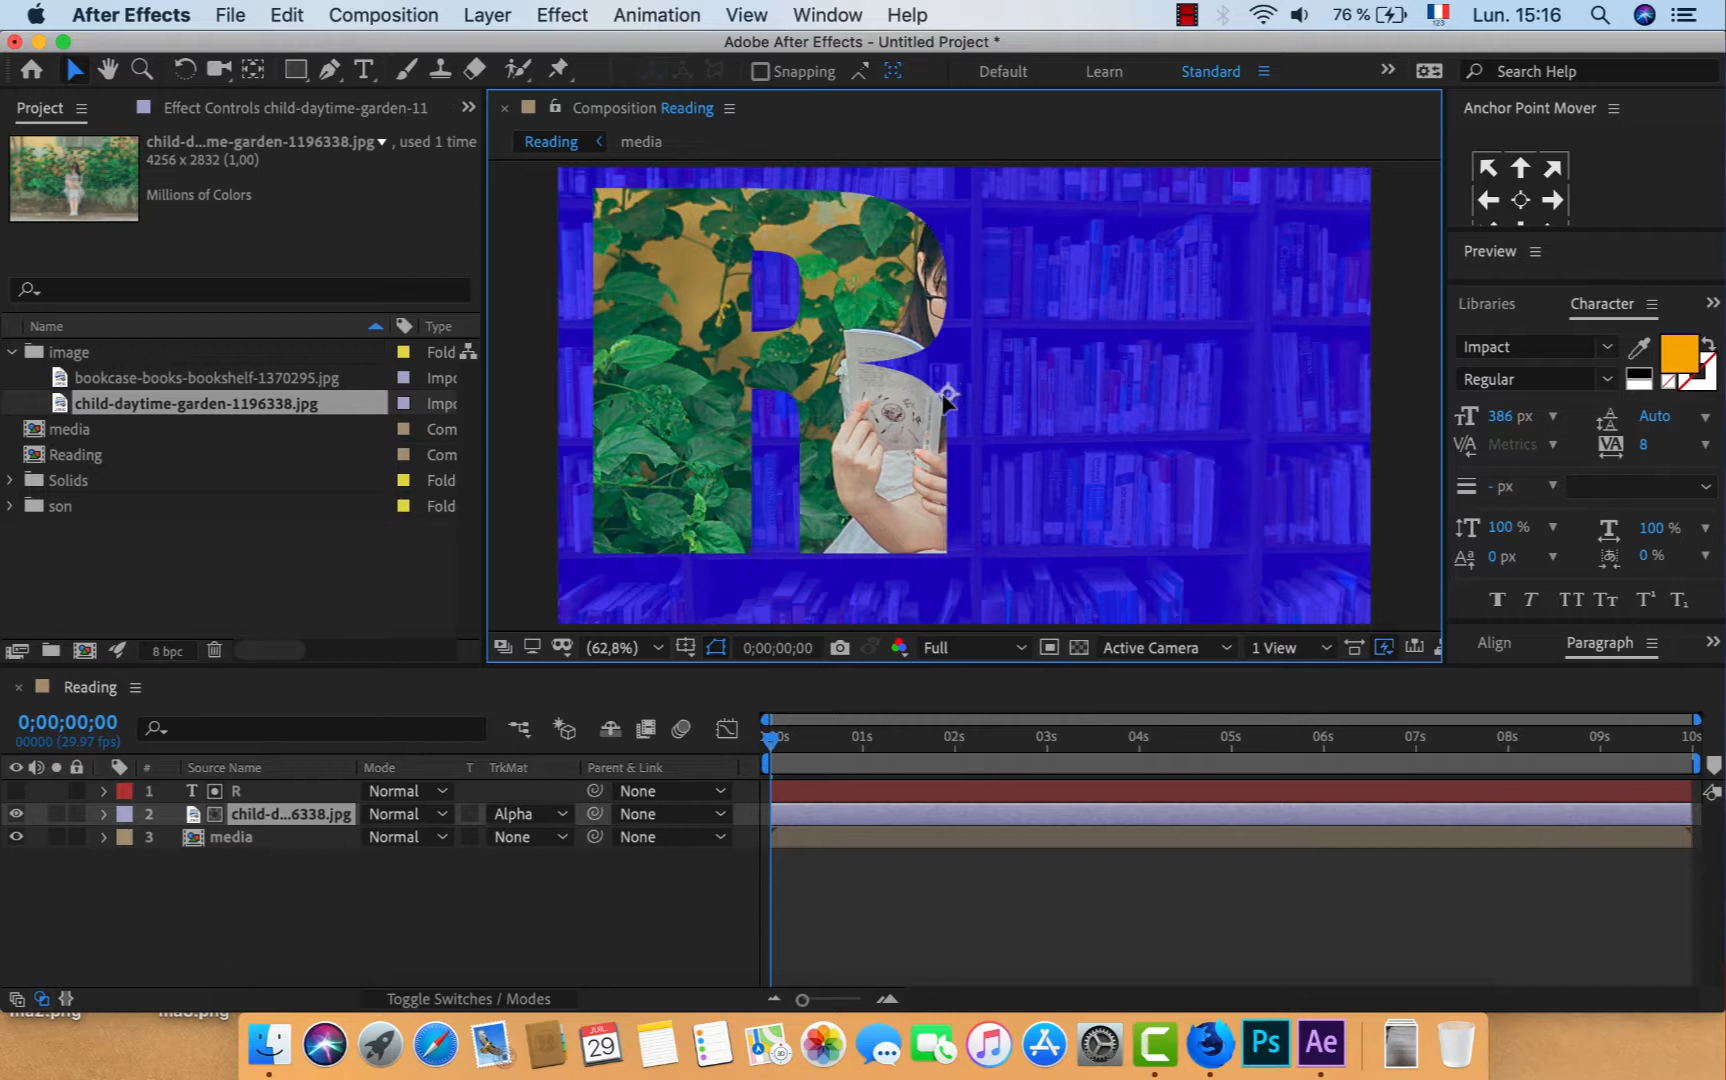 After Effects File Edit Composition Layer Effect Animation View Window Help 76 % 123 Lun. 15:16
Adobe After Effects - Untitled Project *
T Snapping Default Learn Standard Search Help
Project Effect Controls child-daytime-garden-11
Composition Reading
Anchor Point Mover
child-d...me-garden-1196338.jpg , used 1 time
4256 x 2832 (1,00)
Millions of Colors
Reading media
Preview
Libraries Character
Impact
Regular
386 px Auto
Metrics 8
- px
100 % 100 %
0 px 0 %
T T TT Tт T¹ T₁
Align Paragraph
Name Type
image Fold
bookcase-books-bookshelf-1370295.jpg Impo
child-daytime-garden-1196338.jpg Impo
media Com
Reading Com
Solids Fold
son Fold
8 bpc
(62,8%) 0;00;00;00 Full Active Camera 1 View
Reading
0;00;00;00
00000 (29.97 fps)
01s 02s 03s 04s 05s 06s 07s 08s 09s 10s
# Source Name Mode T TrkMat Parent & Link
1 T R Normal None
2 child-d...6338.jpg Normal Alpha None
3 media Normal None None
Toggle Switches / Modes
JUIL.
29
Ps Ae